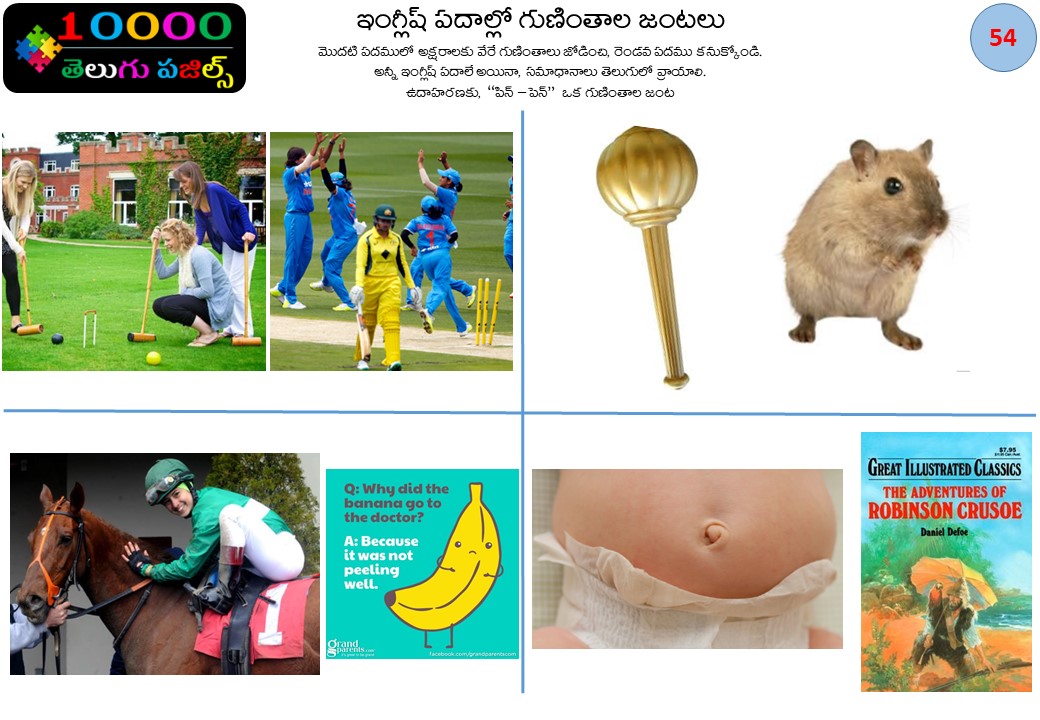 10000
తెలుగు పజిల్స్
ఇంగ్లీష్ పదాల్లో గుణింతాల జంటలు
మొదటి పదములో అక్షరాలకు వేరే గుణింతాలు జోడించి, రెండవ పదము కనుక్కోండి.
అన్నీ ఇంగ్లీష్ పదాలే అయినా, సమాధానాలు తెలుగులో వ్రాయాలి.
ఉదాహరణకు, “పిన్ – పెన్” ఒక గుణింతాల జంట
54
Q: Why did the
banana go to
the doctor?
A: Because
it was not
peeling
well.
grand
parents.com
facebook.com/grandparentscom
1
$7.95
GREAT ILLUSTRATED CLASSICS
THE ADVENTURES OF
ROBINSON CRUSOE
Daniel Defoe